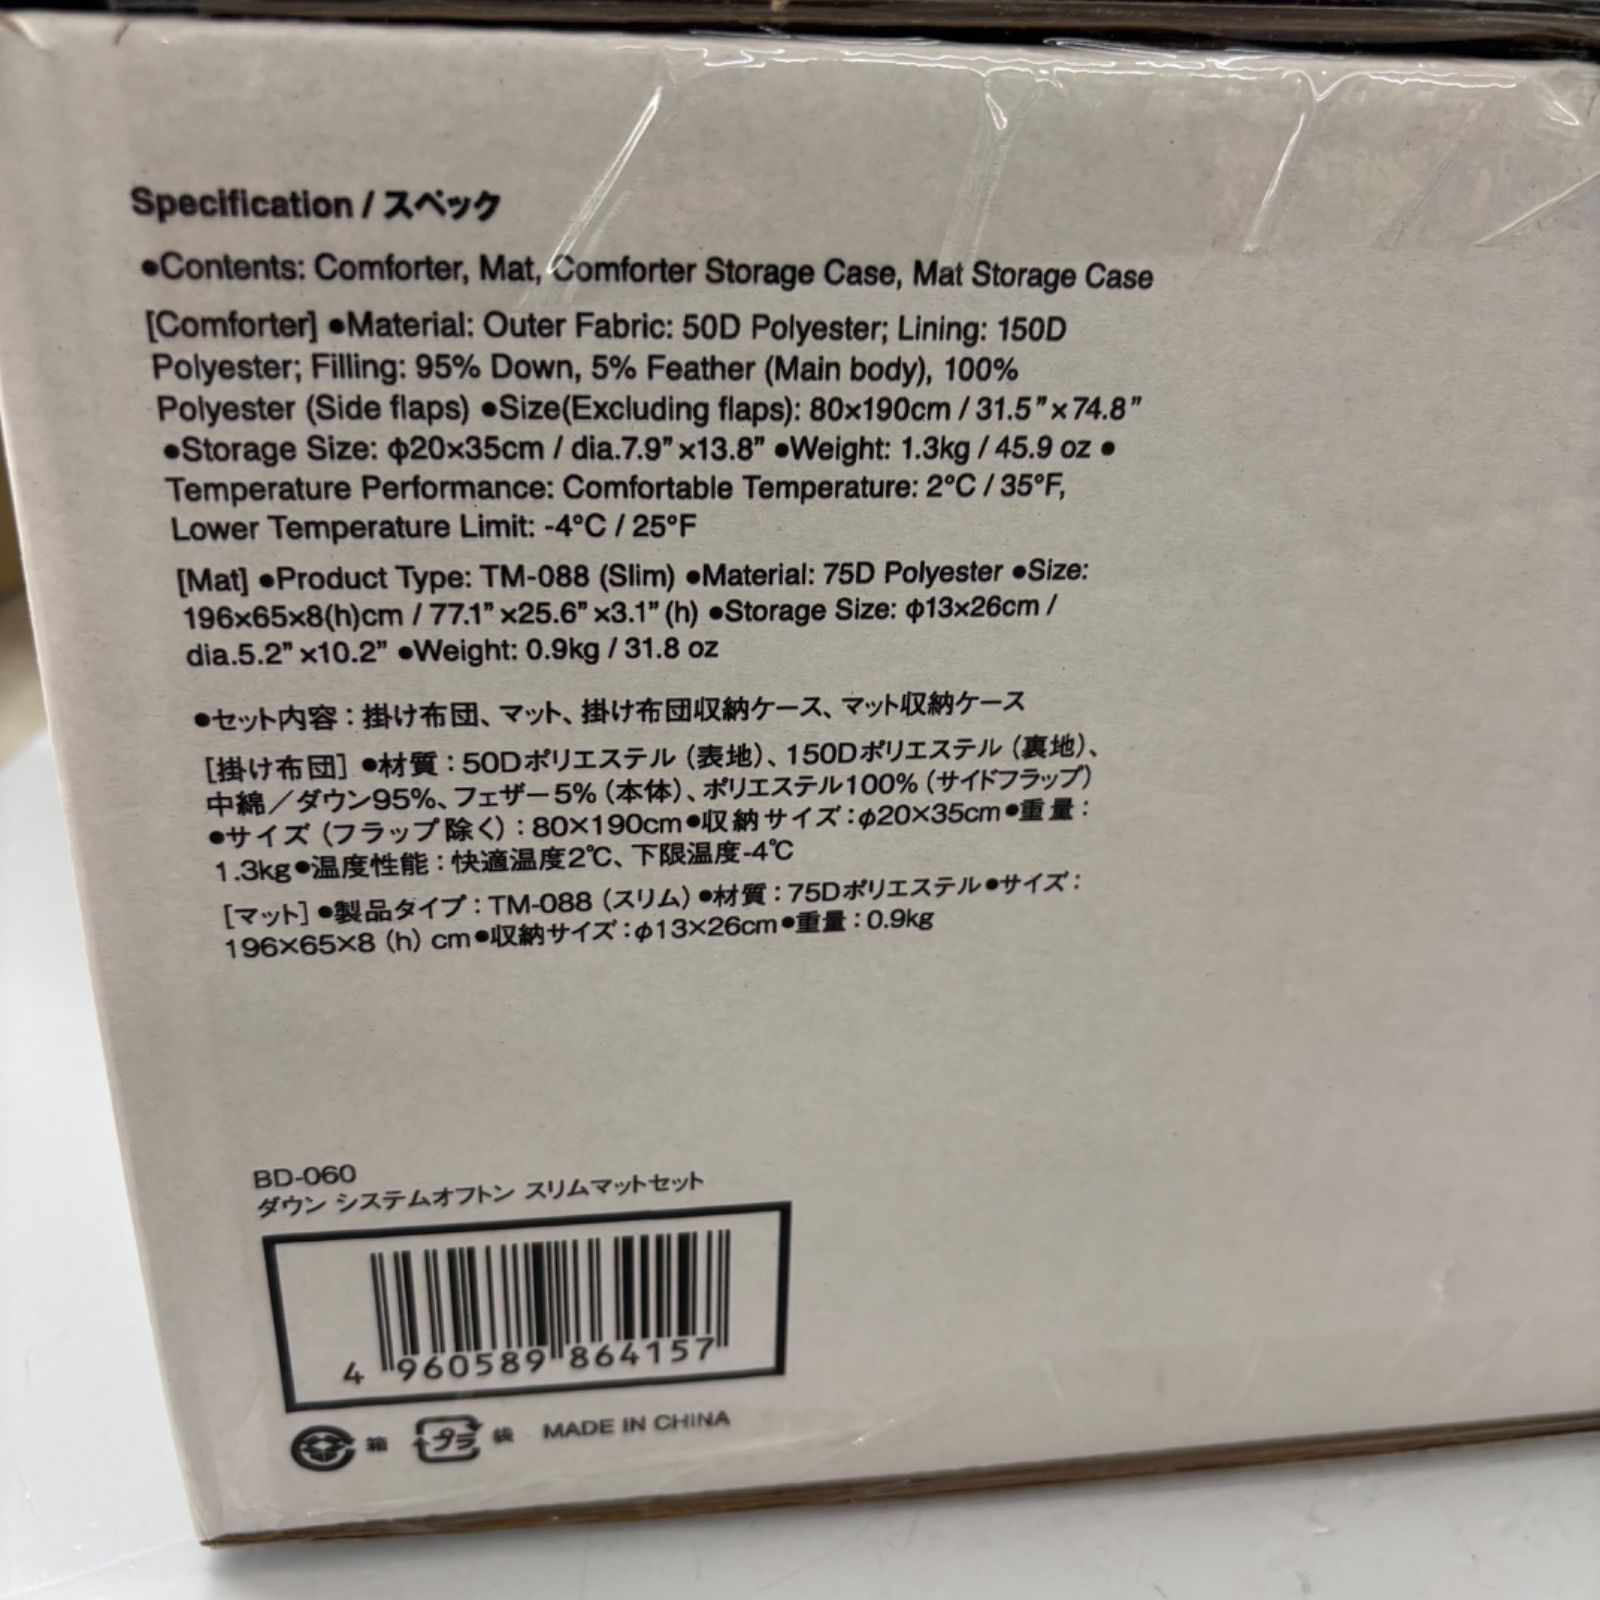 Specification / スペック
●Contents: Comforter, Mat, Comforter Storage Case, Mat Storage Case
[Comforter] ●Material: Outer Fabric: 50D Polyester; Lining: 150D
Polyester; Filling: 95% Down, 5% Feather (Main body), 100%
Polyester (Side flaps) ●Size(Excluding flaps): 80×190cm / 31.5”×74.8”
●Storage Size: φ20×35cm / dia.7.9”×13.8” ●Weight: 1.3kg / 45.9 oz ●
Temperature Performance: Comfortable Temperature: 2°C / 35°F,
Lower Temperature Limit: -4°C / 25°F
[Mat] ●Product Type: TM-088 (Slim) ●Material: 75D Polyester ●Size:
196×65×8(h)cm / 77.1”×25.6”×3.1”(h) ●Storage Size: φ13×26cm /
dia.5.2”×10.2” ●Weight: 0.9kg / 31.8 oz
●セット内容：掛け布団、マット、掛け布団収納ケース、マット収納ケース
[掛け布団] ●材質：50Dポリエステル（表地）、150Dポリエステル（裏地）、
中綿／ダウン95%、フェザー5%（本体）、ポリエステル100%（サイドフラップ）
●サイズ（フラップ除く）：80×190cm●収納サイズ：φ20×35cm●重量：
1.3kg●温度性能：快適温度2℃、下限温度-4℃
[マット] ●製品タイプ：TM-088（スリム）●材質：75Dポリエステル●サイズ：
196×65×8（h）cm●収納サイズ：φ13×26cm●重量：0.9kg
BD-060
ダウン システムオフトン スリムマットセット
4 960589 864157
箱 プラ 袋 MADE IN CHINA